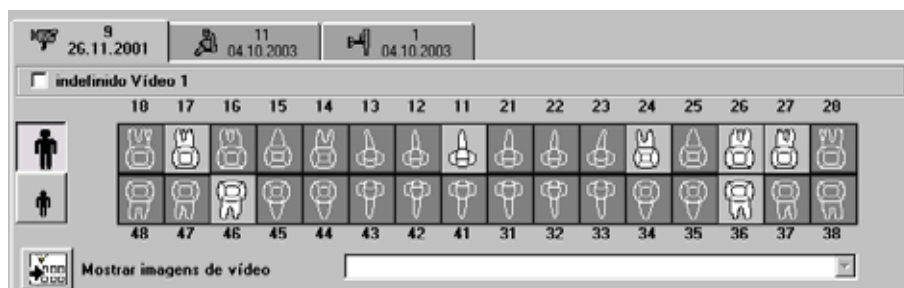 9
26.11.2001
11
04.10.2003
1
04.10.2003
indefinido Vídeo 1
18 17 16 15 14 13 12 11 21 22 23 24 25 26 27 28
48 47 46 45 44 43 42 41 31 32 33 34 35 36 37 38
Mostrar imagens de vídeo